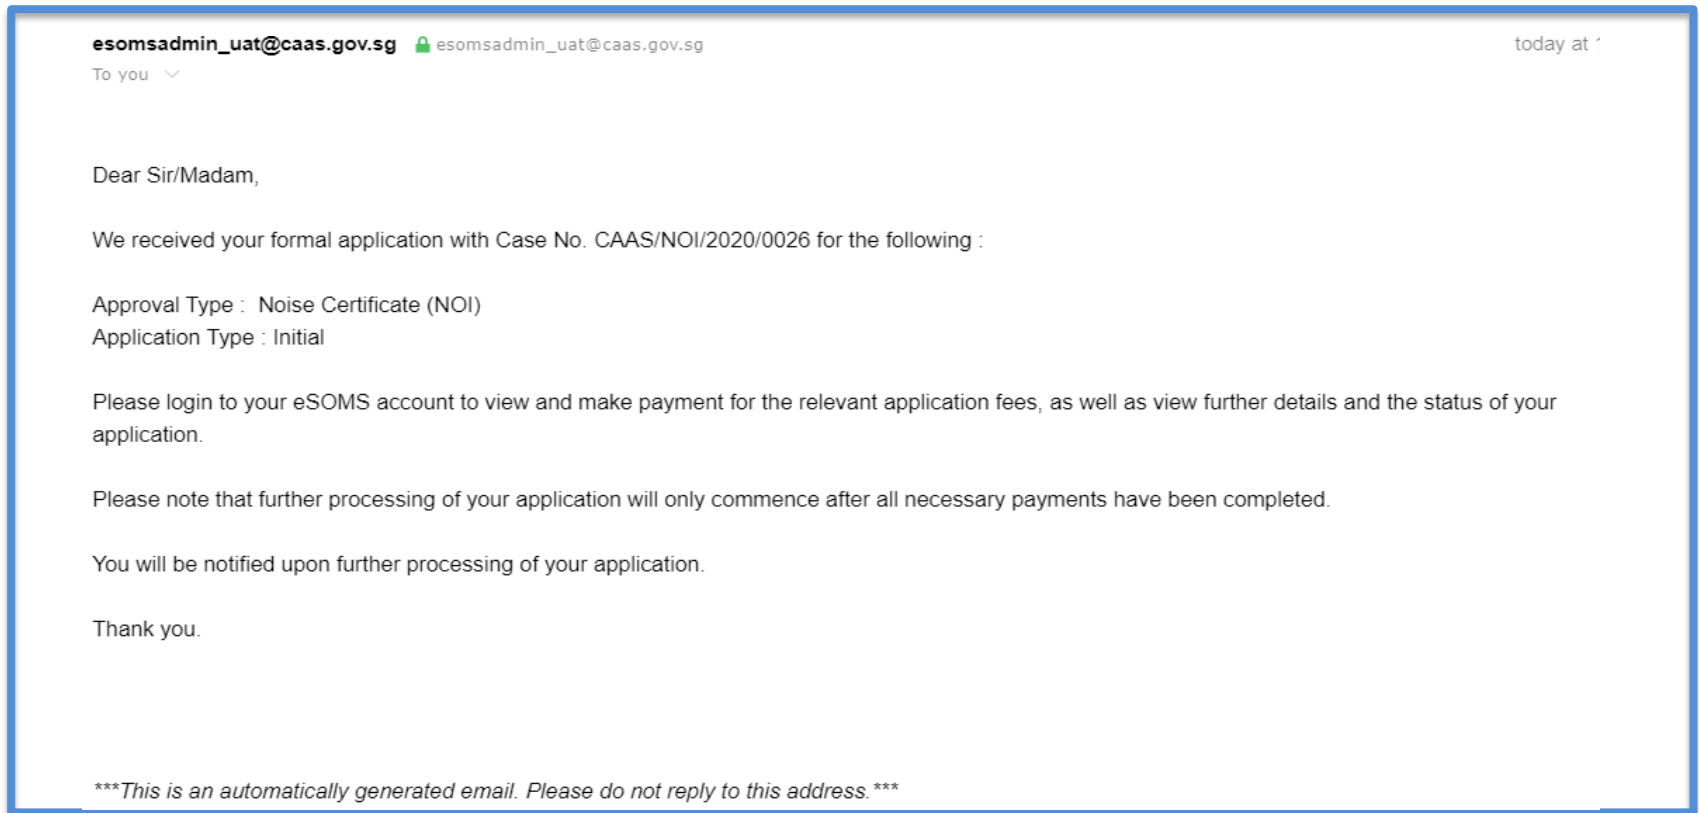 esomsadmin_uat@caas.gov.sg esomsadmin_uat@caas.gov.sg today at
To you
Dear Sir/Madam,
We received your formal application with Case No. CAAS/NOI/2020/0026 for the following :
Approval Type :  Noise Certificate (NOI)
Application Type : Initial
Please login to your eSOMS account to view and make payment for the relevant application fees, as well as view further details and the status of your
application.
Please note that further processing of your application will only commence after all necessary payments have been completed.
You will be notified upon further processing of your application.
Thank you.
***This is an automatically generated email. Please do not reply to this address.***